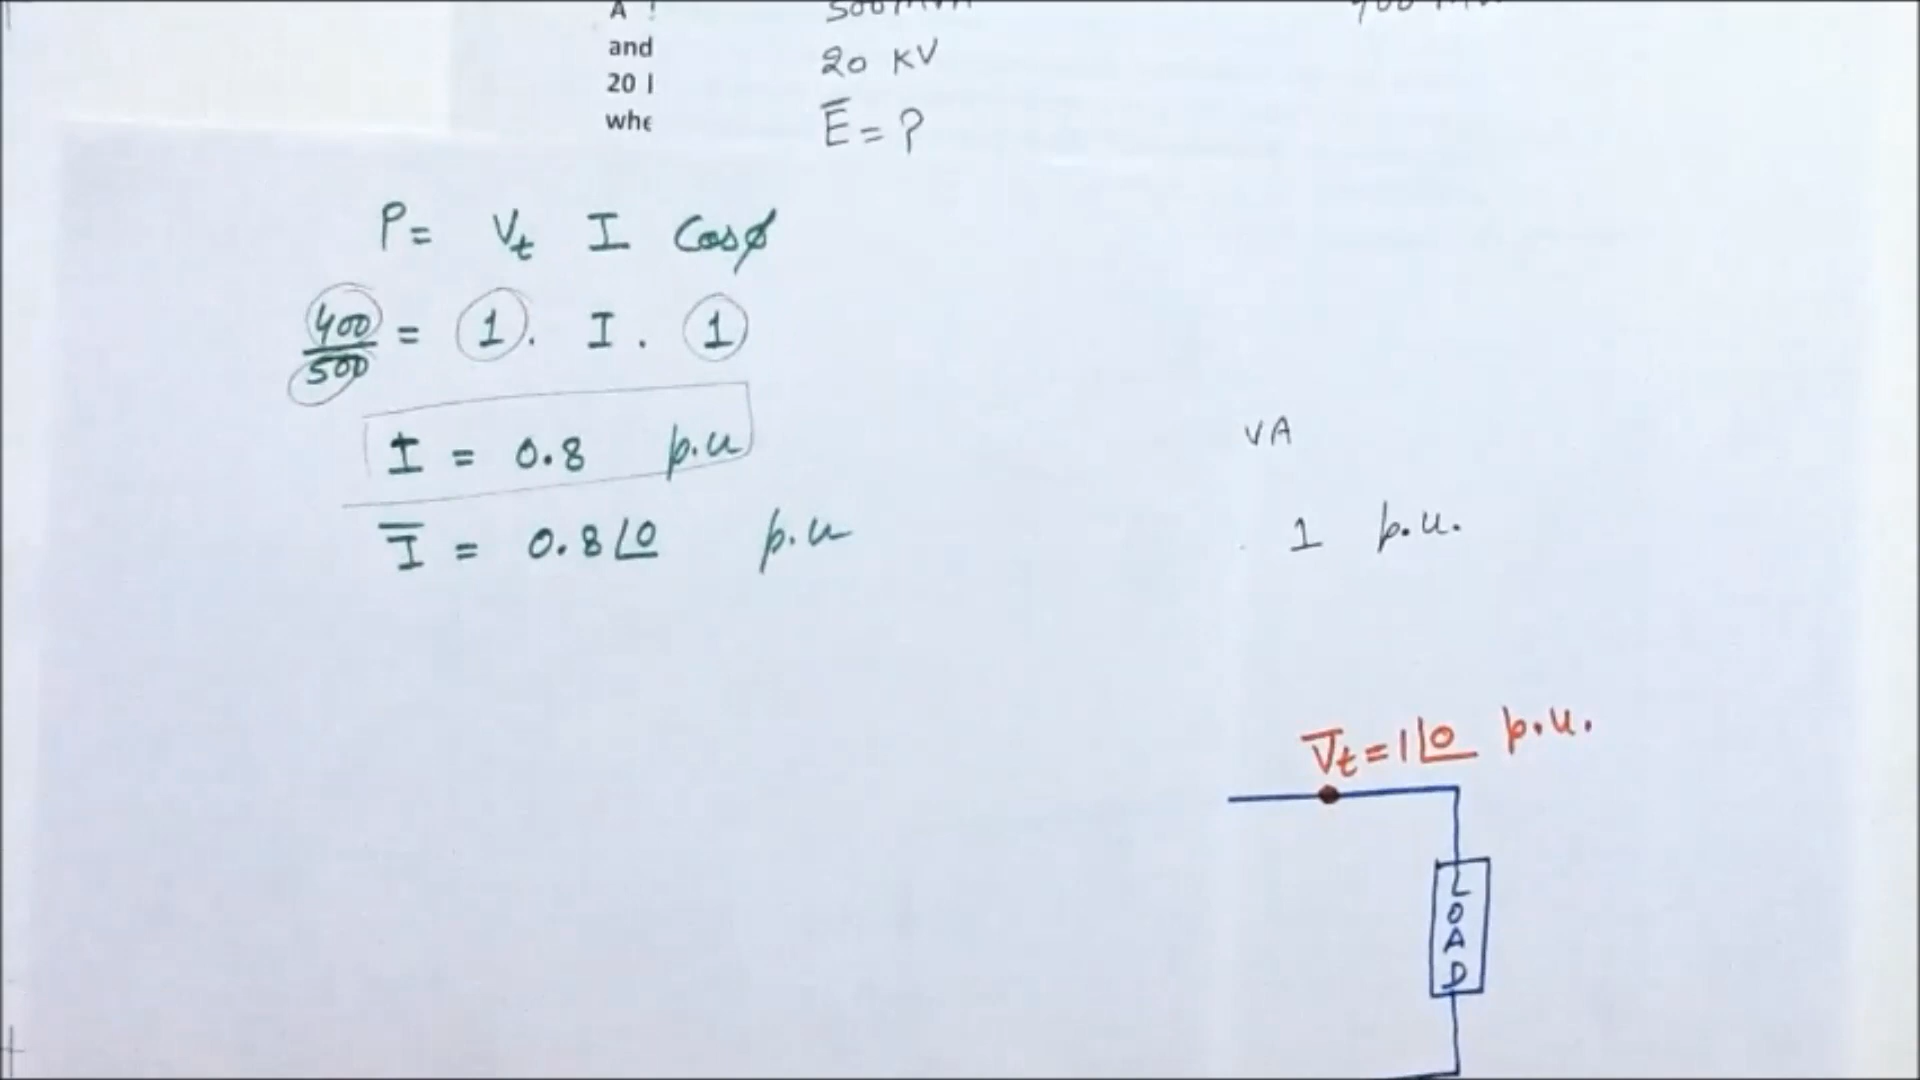 A
and
20
whe
20 KV
E̅ = ?
P = Vt I Cosϕ
400/500 = 1 . I . 1
I = 0.8 p.u
I̅ = 0.8∠0 p.u
VA
1 p.u.
V̅t = 1∠0 p.u.
LOAD